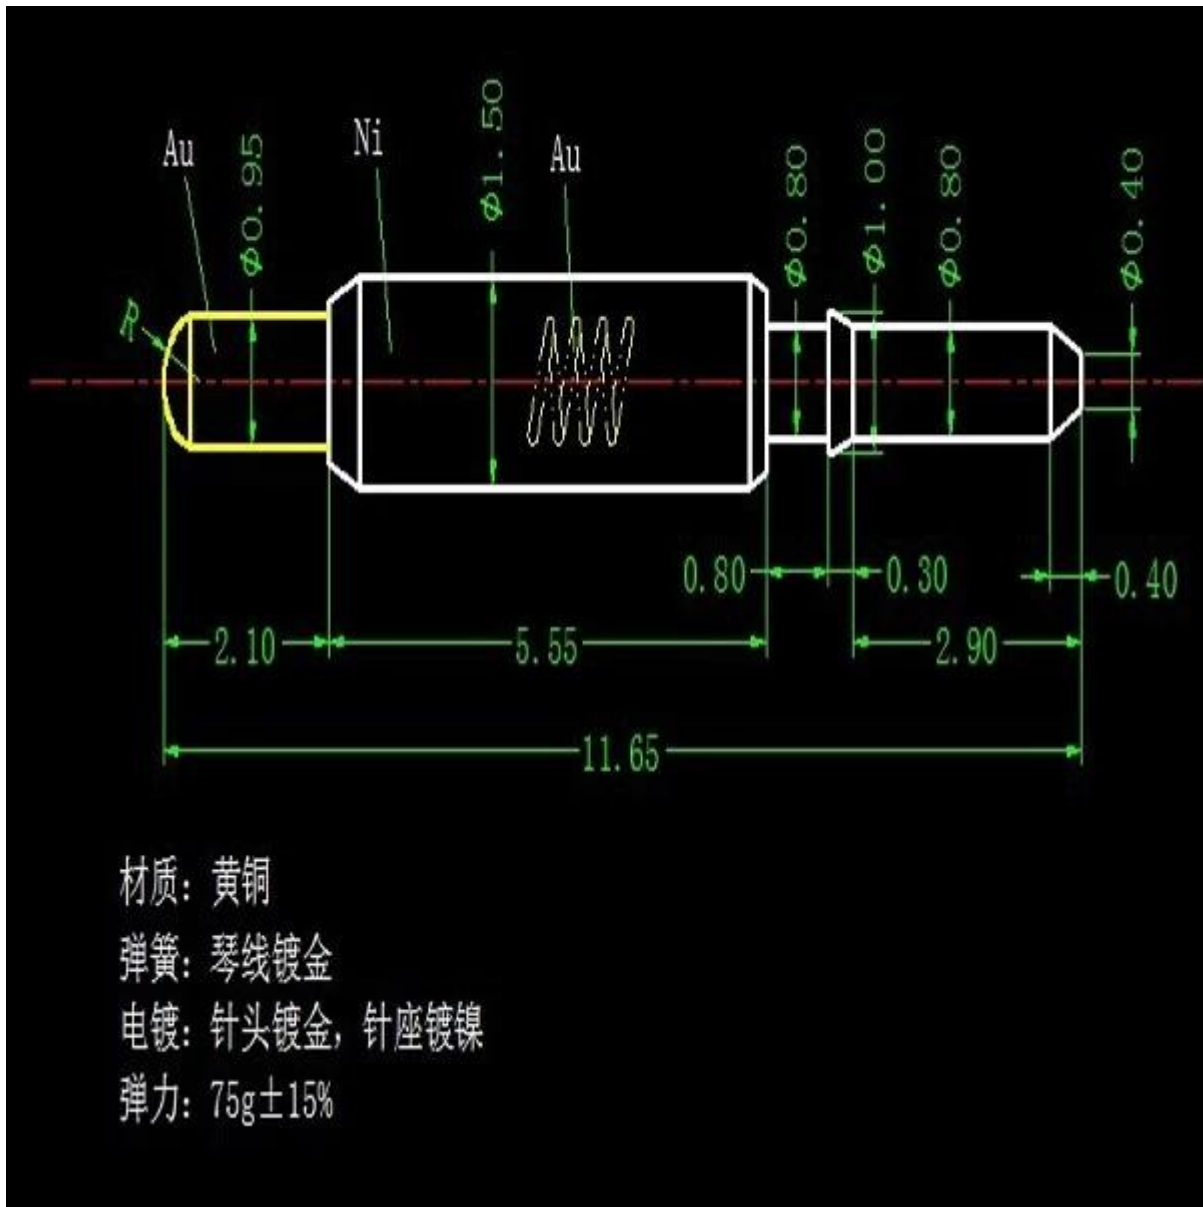 Au
Ni
Au
Φ0.95
Φ1.50
Φ0.80
Φ1.00
Φ0.80
Φ0.40
R
0.80
0.30
0.40
2.10
5.55
2.90
11.65
材质：黄铜
弹簧：琴线镀金
电镀：针头镀金，针座镀镍
弹力：75g±15%